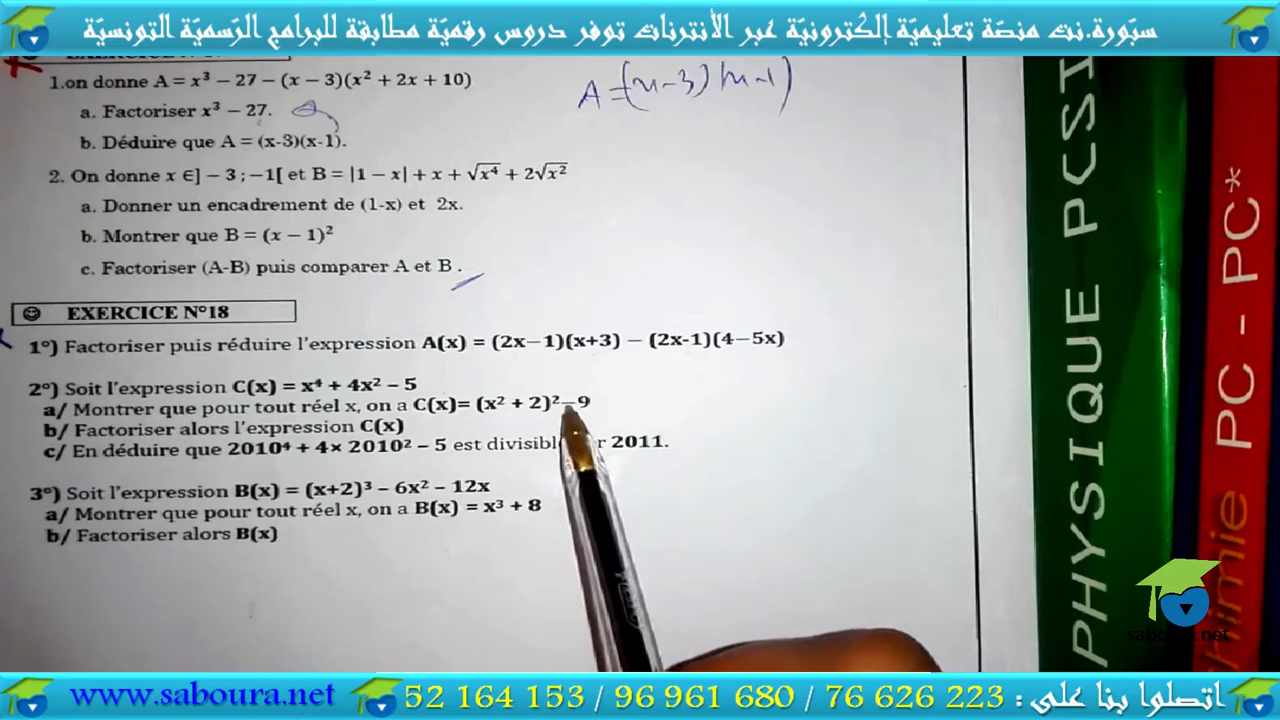 سبّورة.نت منصّة تعليميّة إلكترونيّة عبر الأنترنات توفر دروس رقميّة مطابقة للبرامج الرّسميّة التونسيّة
1.on donne A = x³ − 27 − (x − 3)(x² + 2x + 10)
A = (x-3)(x-1)
a. Factoriser x³ − 27.
b. Déduire que A = (x-3)(x-1).
2. On donne x ∈] − 3 ; −1[ et B = |1 − x| + x + √x⁴ + 2√x²
a. Donner un encadrement de (1-x) et 2x.
b. Montrer que B = (x − 1)²
c. Factoriser (A-B) puis comparer A et B .
EXERCICE N°18
1°) Factoriser puis réduire l'expression A(x) = (2x−1)(x+3) − (2x-1)(4−5x)
2°) Soit l'expression C(x) = x⁴ + 4x² − 5
a/ Montrer que pour tout réel x, on a C(x)= (x² + 2)²−9
b/ Factoriser alors l'expression C(x)
c/ En déduire que 2010⁴ + 4× 2010² − 5 est divisibl r 2011.
3°) Soit l'expression B(x) = (x+2)³ − 6x² − 12x
a/ Montrer que pour tout réel x, on a B(x) = x³ + 8
b/ Factoriser alors B(x)
PHYSIQUE PCSI
himie PC - PC*
saboura.net
www.saboura.net
52 164 153 / 96 961 680 / 76 626 223 : اتصلوا بنا على